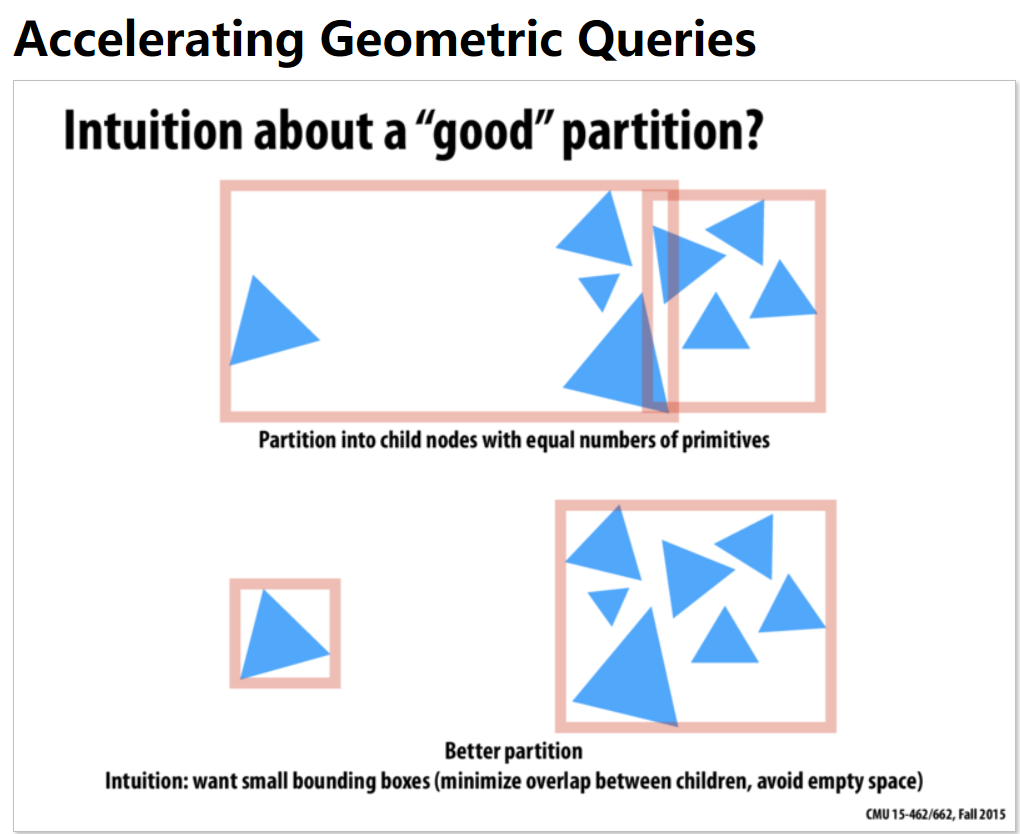 Accelerating Geometric Queries
Intuition about a “good” partition?
Partition into child nodes with equal numbers of primitives
Better partition
Intuition: want small bounding boxes (minimize overlap between children, avoid empty space)
CMU 15-462/662, Fall 2015